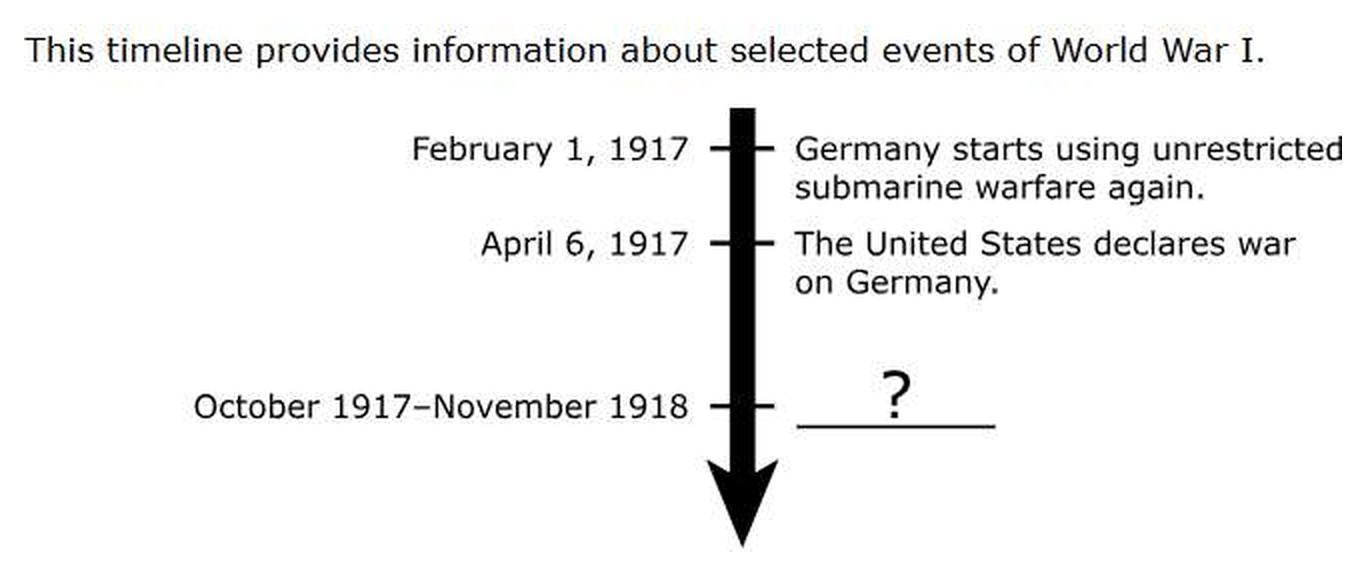 This timeline provides information about selected events of World War I.
February 1, 1917
Germany starts using unrestricted
submarine warfare again.
April 6, 1917
The United States declares war
on Germany.
October 1917–November 1918
?